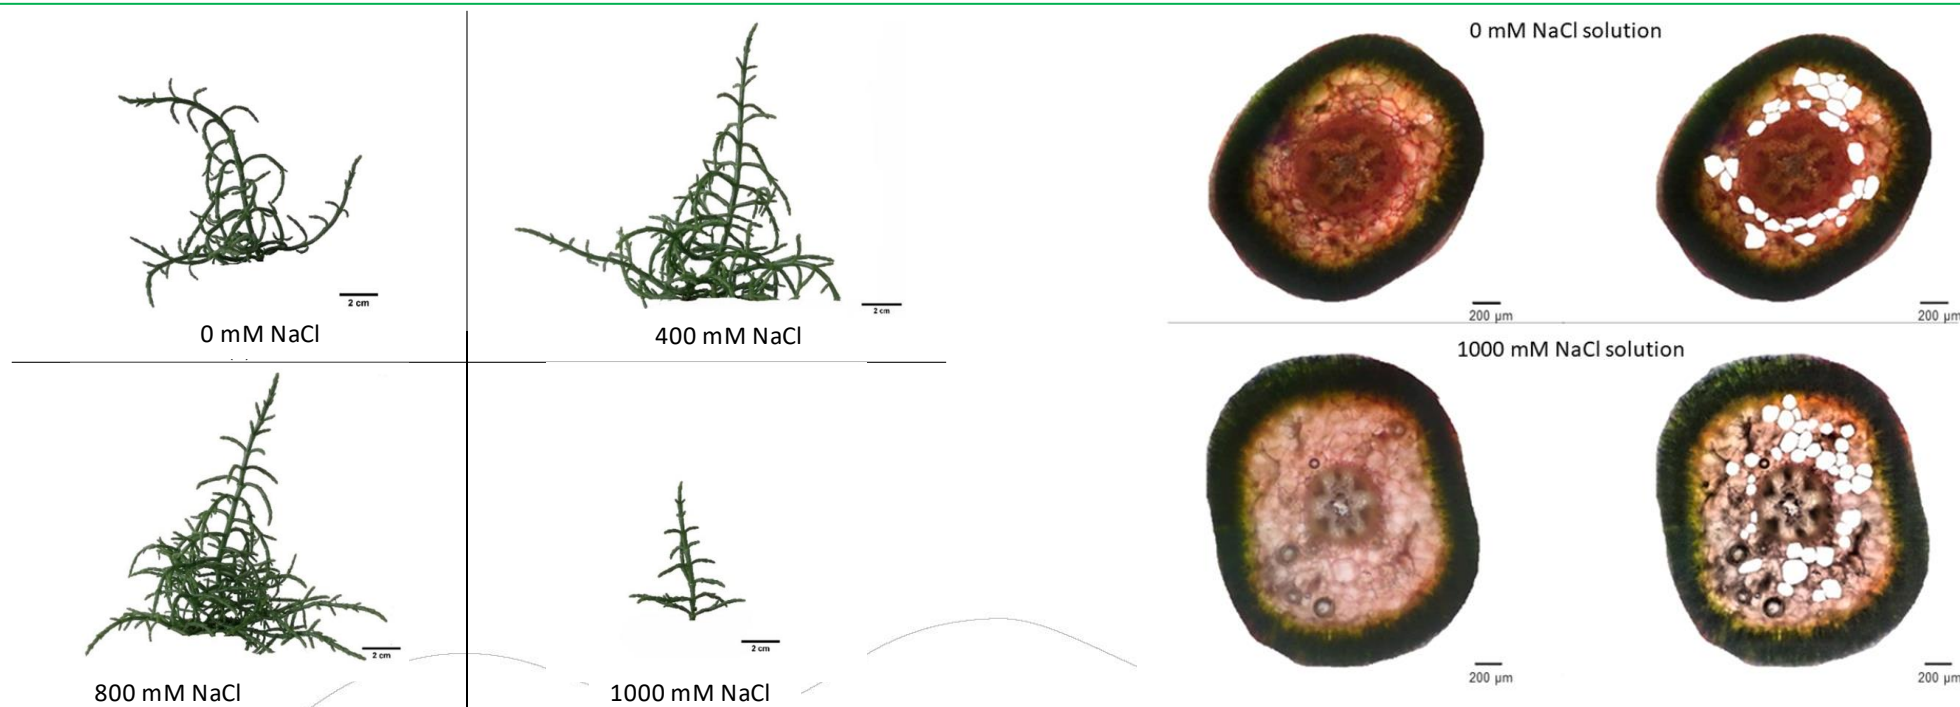 2 cm
0 mM NaCl
2 cm
400 mM NaCl
2 cm
800 mM NaCl
2 cm
1000 mM NaCl
0 mM NaCl solution
200 µm
200 µm
1000 mM NaCl solution
200 µm
200 µm